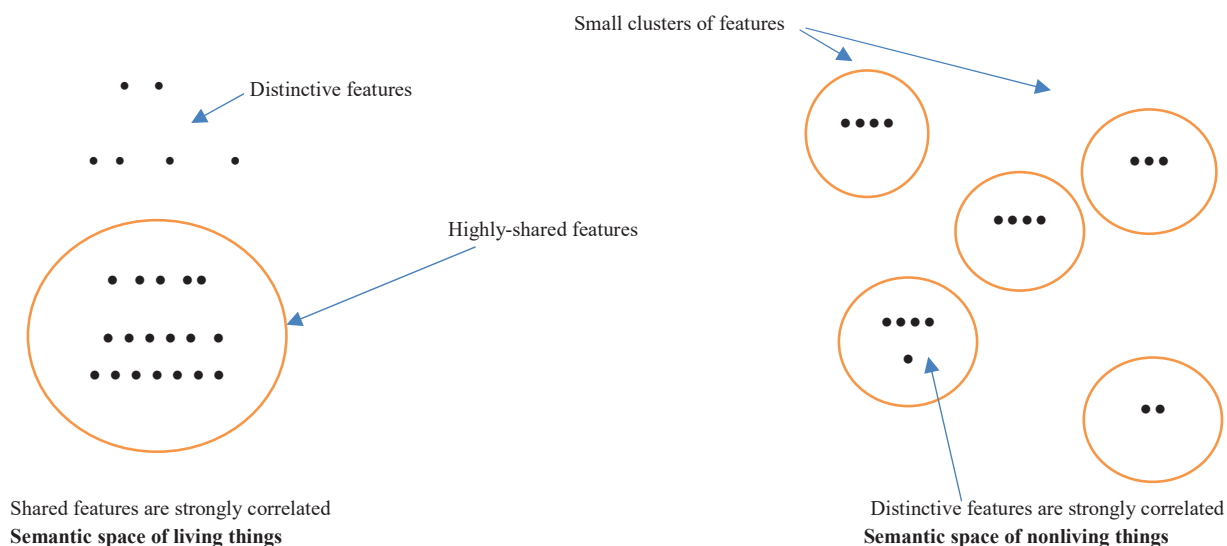 Small clusters of features
Distinctive features
Highly-shared features
Shared features are strongly correlated
Semantic space of living things
Distinctive features are strongly correlated
Semantic space of nonliving things